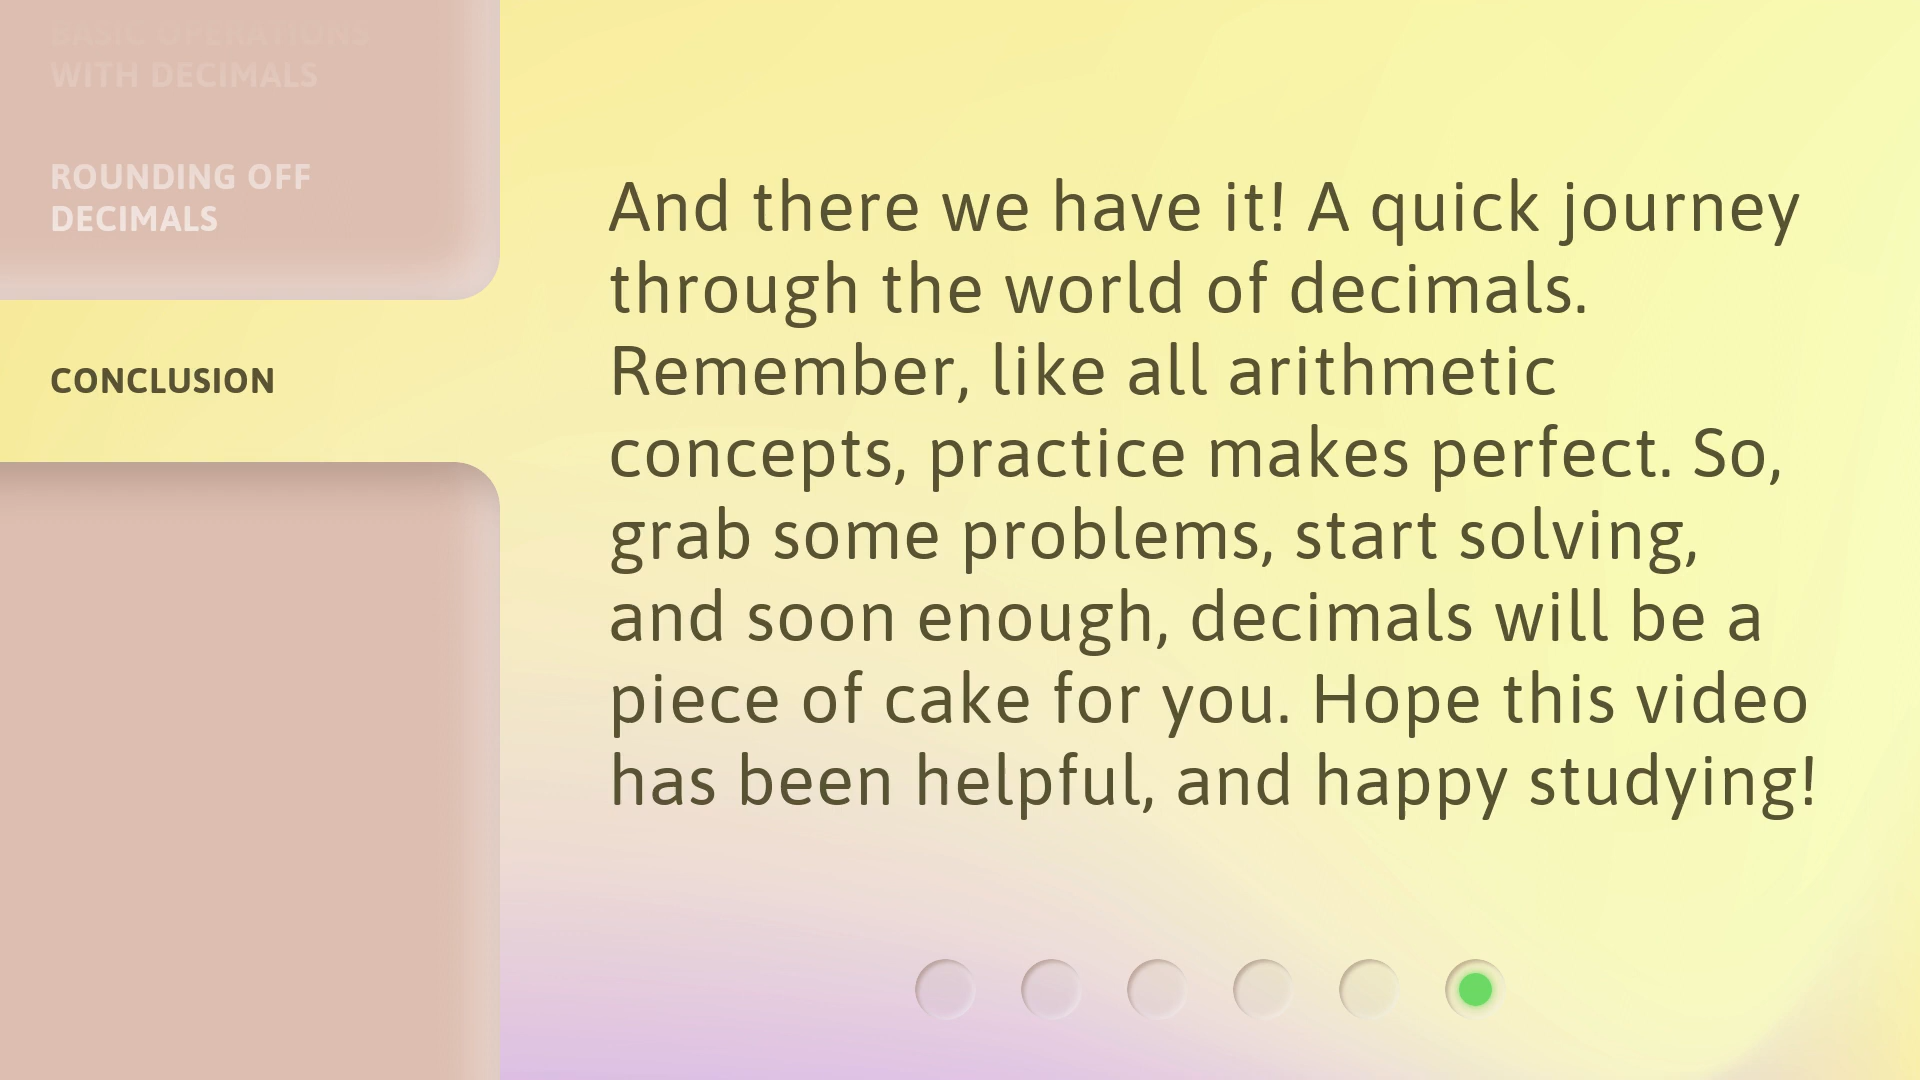 BASIC OPERATIONS
WITH DECIMALS
ROUNDING OFF
DECIMALS
CONCLUSION
And there we have it! A quick journey
through the world of decimals.
Remember, like all arithmetic
concepts, practice makes perfect. So,
grab some problems, start solving,
and soon enough, decimals will be a
piece of cake for you. Hope this video
has been helpful, and happy studying!